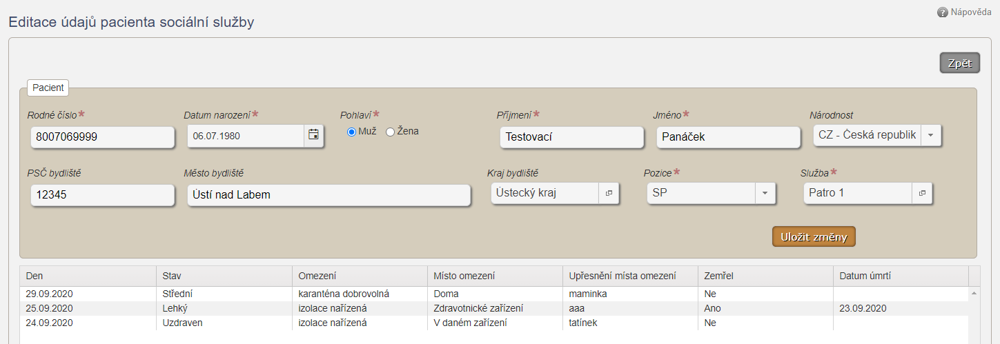 Nápověda
Editace údajů pacienta sociální služby
Zpět
Pacient
Rodné číslo* Datum narození* Pohlaví* Příjmení* Jméno* Národnost
8007069999 06.07.1980 Muž Žena Testovací Panáček CZ - Česká republik
PSČ bydliště Město bydliště Kraj bydliště Pozice* Služba*
12345 Ústí nad Labem Ústecký kraj SP Patro 1
Uložit změny
Den Stav Omezení Místo omezení Upřesnění místa omezení Zemřel Datum úmrtí
29.09.2020 Střední karanténa dobrovolná Doma maminka Ne
25.09.2020 Lehký izolace nařízená Zdravotnické zařízení aaa Ano 23.09.2020
24.09.2020 Uzdraven izolace nařízená V daném zařízení tatínek Ne